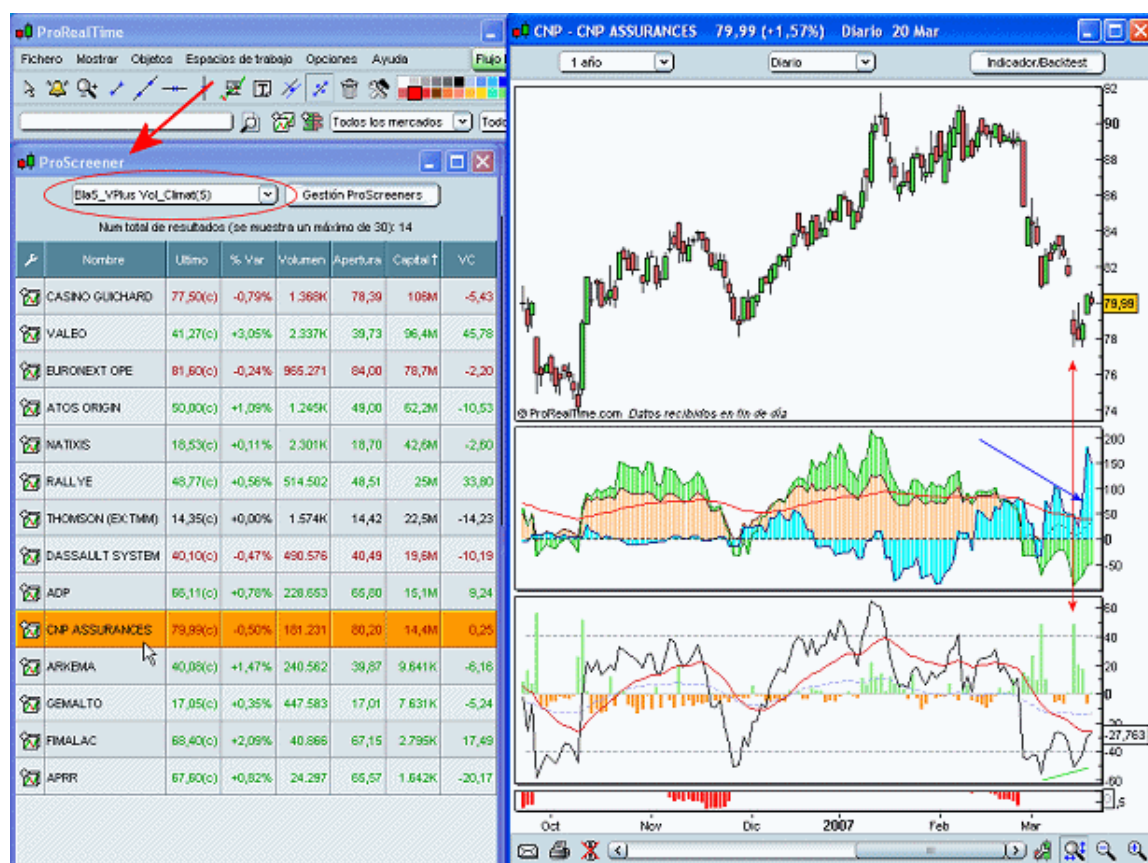 ProRealTime
Fichero Mostrar Objetos Espacios de trabajo Opciones Ayuda Flujo
Todos los mercados Todo
ProScreener
BlaS_VPlus Vol_Climat(S) Gestión ProScreeners
Num total de resultados (se muestra un máximo de 30): 14
Nombre Ultimo % Var Volumen Apertura Capital↑ VC
CASINO GUICHARD 77,50(c) -0,79% 1.368K 78,39 106M -5,43
VALEO 41,27(c) +3,05% 2.337K 39,73 96,4M 45,78
EURONEXT OPE 81,60(c) -0,24% 965.271 84,00 78,7M -2,20
ATOS ORIGIN 50,00(c) +1,09% 1.245K 49,00 62,2M -10,53
NATIXIS 18,53(c) +0,11% 2.301K 18,70 42,6M -2,60
RALLYE 48,77(c) +0,56% 514.502 48,51 25M 33,80
THOMSON (EX:TMM) 14,35(c) +0,00% 1.574K 14,42 22,5M -14,23
DASSAULT SYSTEM 40,10(c) -0,47% 490.576 40,49 19,6M -10,19
ADP 66,11(c) +0,78% 228.653 65,80 15,1M 9,24
CNP ASSURANCES 79,99(c) -0,50% 181.231 80,20 14,4M 0,25
ARKEMA 40,08(c) +1,47% 240.562 39,87 9.641K -6,16
GEMALTO 17,05(c) +0,35% 447.583 17,01 7.631K -5,24
FIMALAC 68,40(c) +2,09% 40.866 67,15 2.795K 17,49
APRR 67,60(c) +0,82% 24.297 65,57 1.642K -20,17
CNP - CNP ASSURANCES 79,99 (+1,57%) Diario 20 Mar
1 año Diario Indicador/Backtest
92
90
88
86
84
82
79,99
78
76
74
© ProRealTime.com Datos recibidos en fin de día
200
150
100
50
0
-50
60
40
20
0
-20
-27,763
-40
-60
,5
Oct Nov Dic 2007 Feb Mar